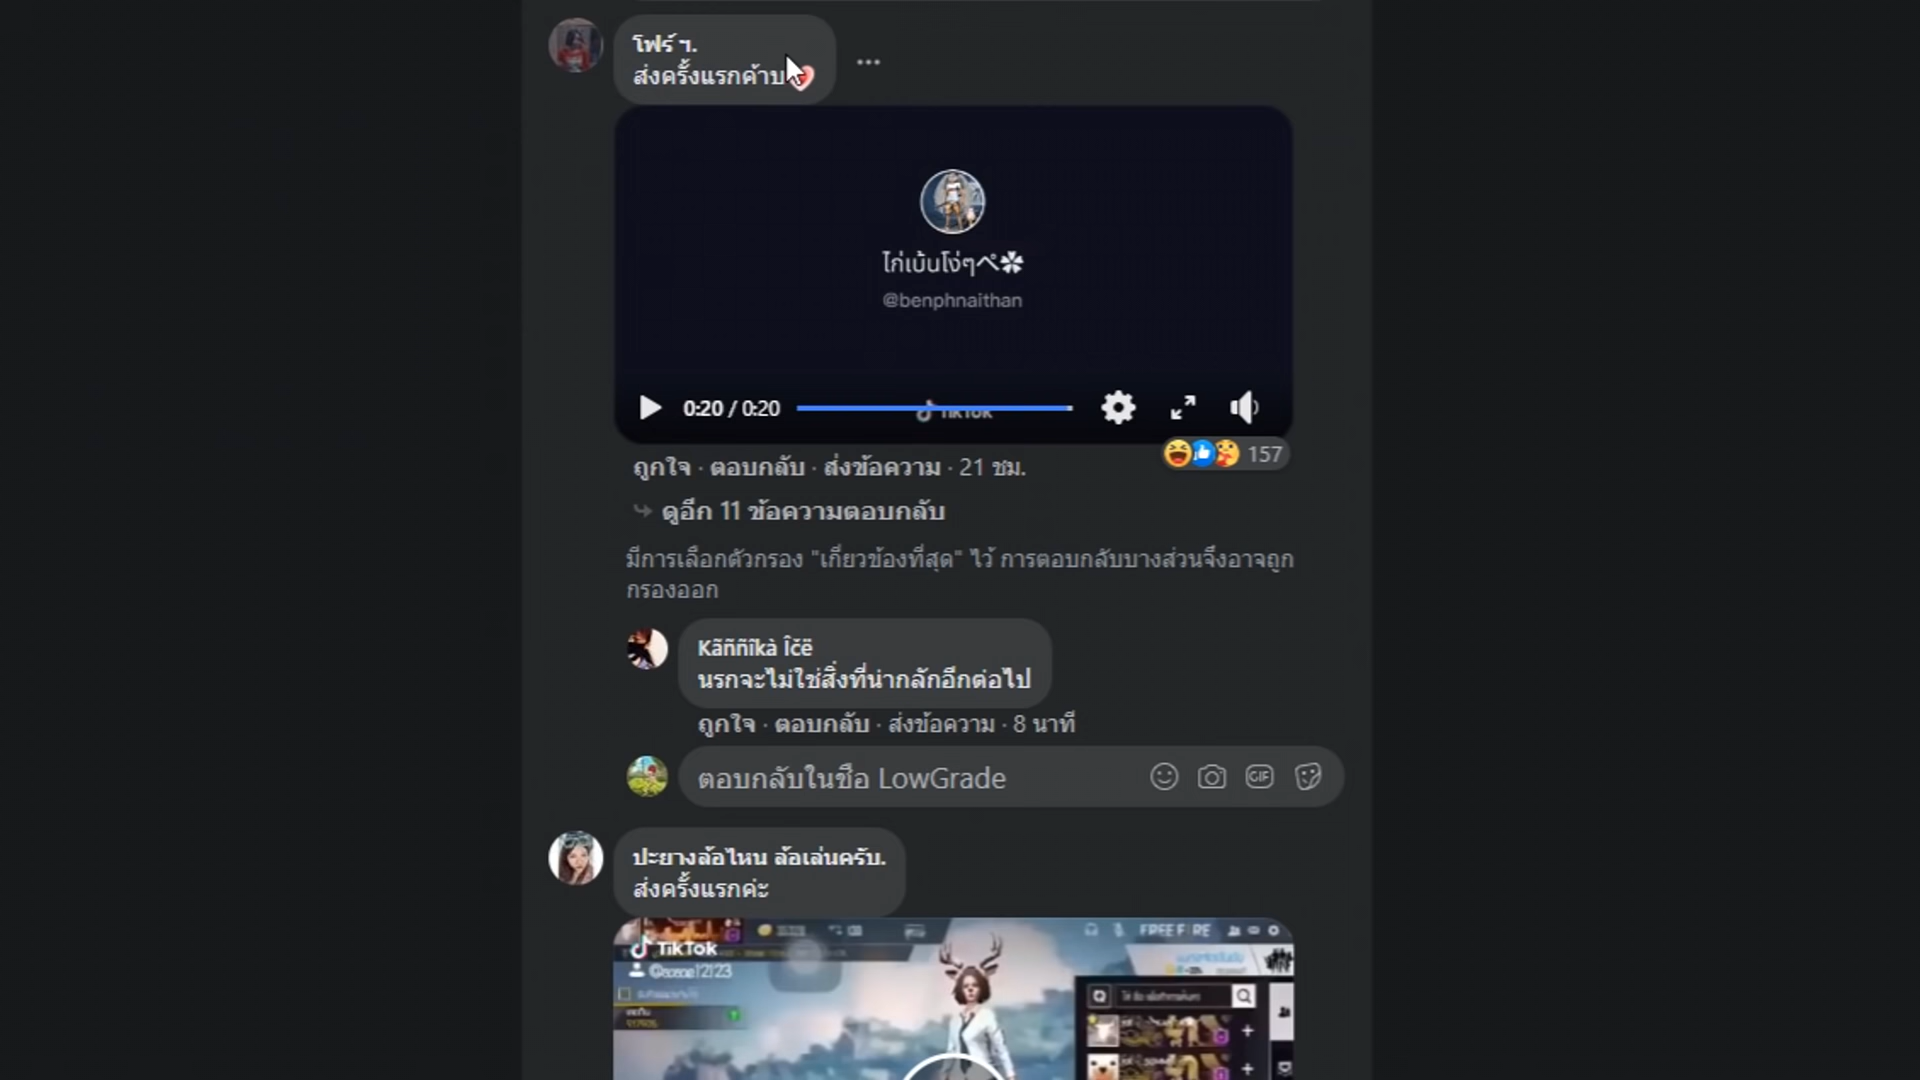 โฟร์ ฯ.
ส่งครั้งแรกค้าบ
ไก่เบ้นโง่ๆペ✽
@benphnaithan
0:20 / 0:20
TikTok
157
ถูกใจ · ตอบกลับ · ส่งข้อความ · 21 ชม.
ดูอีก 11 ข้อความตอบกลับ
มีการเลือกตัวกรอง "เกี่ยวข้องที่สุด" ไว้ การตอบกลับบางส่วนจึงอาจถูก
กรองออก
Kãññîkà Îčë
นรกจะไม่ใช่สิ่งที่น่ากลักอีกต่อไป
ถูกใจ · ตอบกลับ · ส่งข้อความ · 8 นาที
ตอบกลับในชื่อ LowGrade
GIF
ปะยางล้อไหน ล้อเล่นครับ.
ส่งครั้งแรกค่ะ
FREE FIRE
TikTok